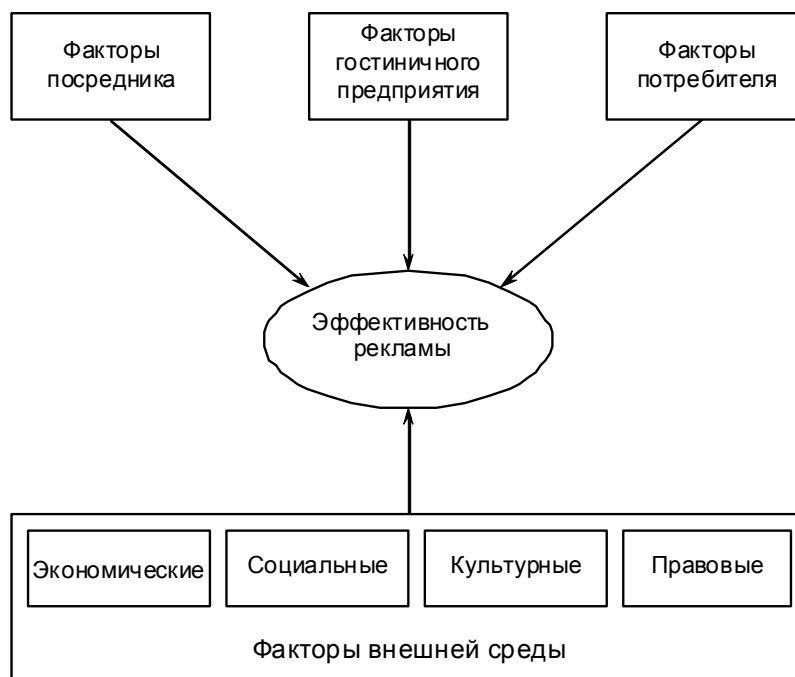 Факторы
посредника
Факторы
гостиничного
предприятия
Факторы
потребителя
Эффективность
рекламы
Экономические
Социальные
Культурные
Правовые
Факторы внешней среды